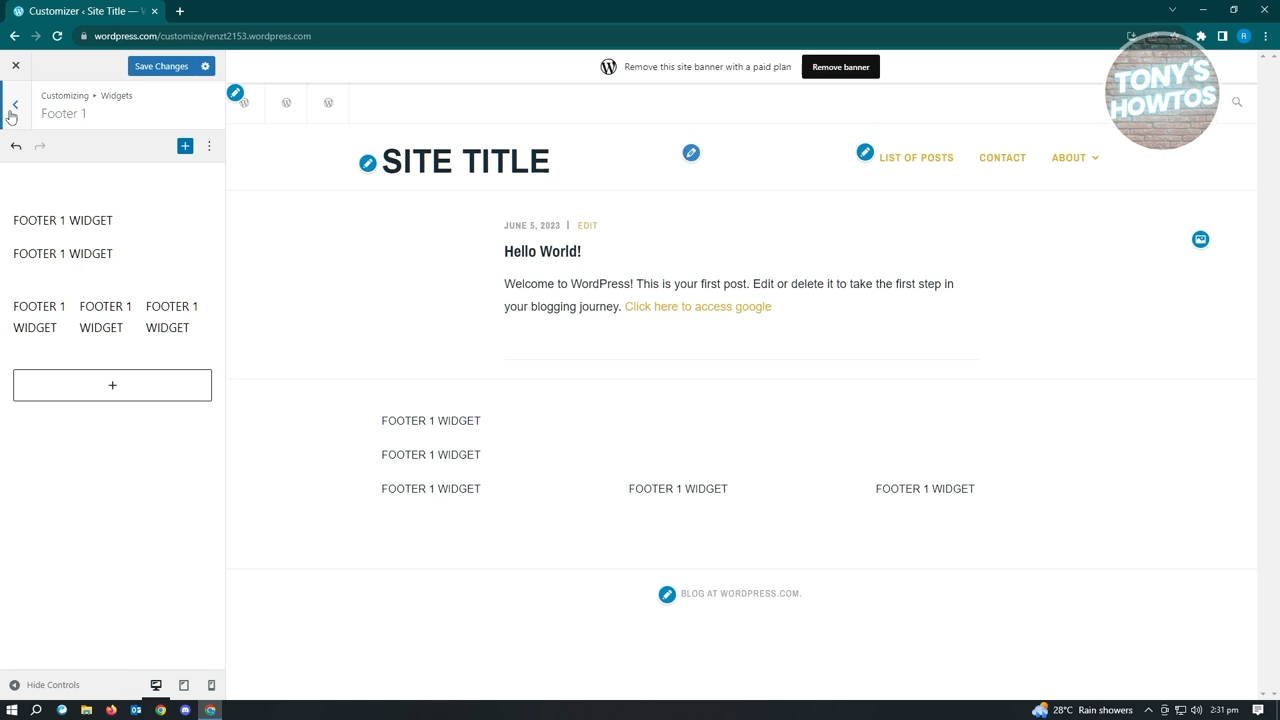 Customizer ‹ Site Title — W
wordpress.com/customize/renzt2153.wordpress.com
Save Changes
Remove this site banner with a paid plan
Remove banner
TONY'S
HOWTOS
Customizing ▸ Widgets
Footer 1
SITE TITLE
LIST OF POSTS
CONTACT
ABOUT
FOOTER 1 WIDGET
FOOTER 1 WIDGET
FOOTER 1 WIDGET
FOOTER 1 WIDGET
FOOTER 1 WIDGET
JUNE 5, 2023 | EDIT
Hello World!
Welcome to WordPress! This is your first post. Edit or delete it to take the first step in
your blogging journey. Click here to access google
FOOTER 1 WIDGET
FOOTER 1 WIDGET
FOOTER 1 WIDGET
FOOTER 1 WIDGET
FOOTER 1 WIDGET
BLOG AT WORDPRESS.COM.
Hide Controls
28°C Rain showers
2:31 pm